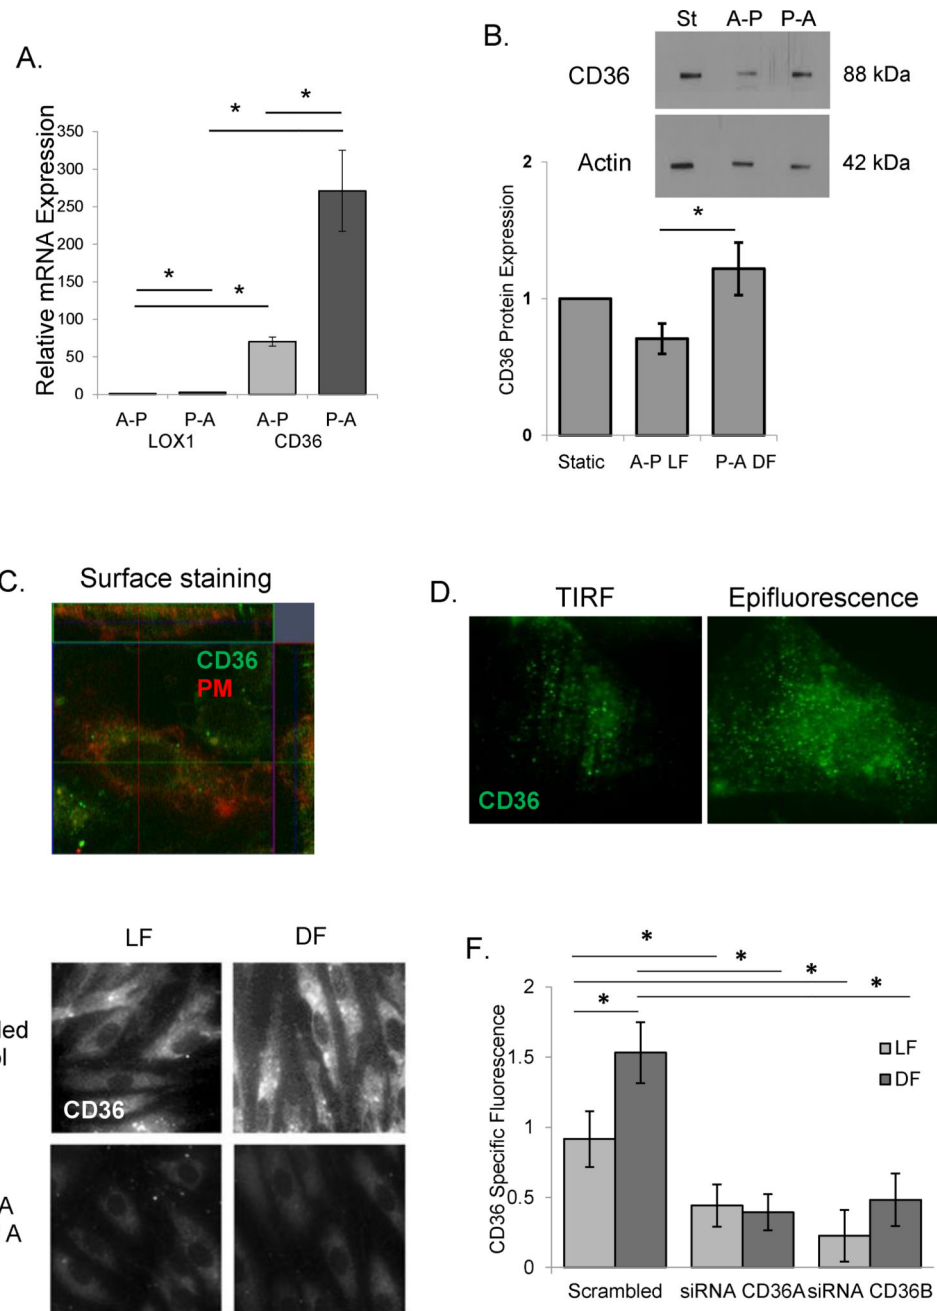 A.
Relative mRNA Expression
350
300
250
200
150
100
50
0
* *
* *
A-P P-A A-P P-A
LOX1 CD36
B.
St A-P P-A
CD36 88 kDa
Actin 42 kDa
CD36 Protein Expression
2
1
0
*
Static A-P LF P-A DF
C.
Surface staining
CD36
PM
D.
TIRF Epifluorescence
CD36
LF DF
led
ol
CD36
A
A
F.
CD36 Specific Fluorescence
2
1.5
1
0.5
0
*
*
*
*
*
LF
DF
Scrambled siRNA CD36A siRNA CD36B